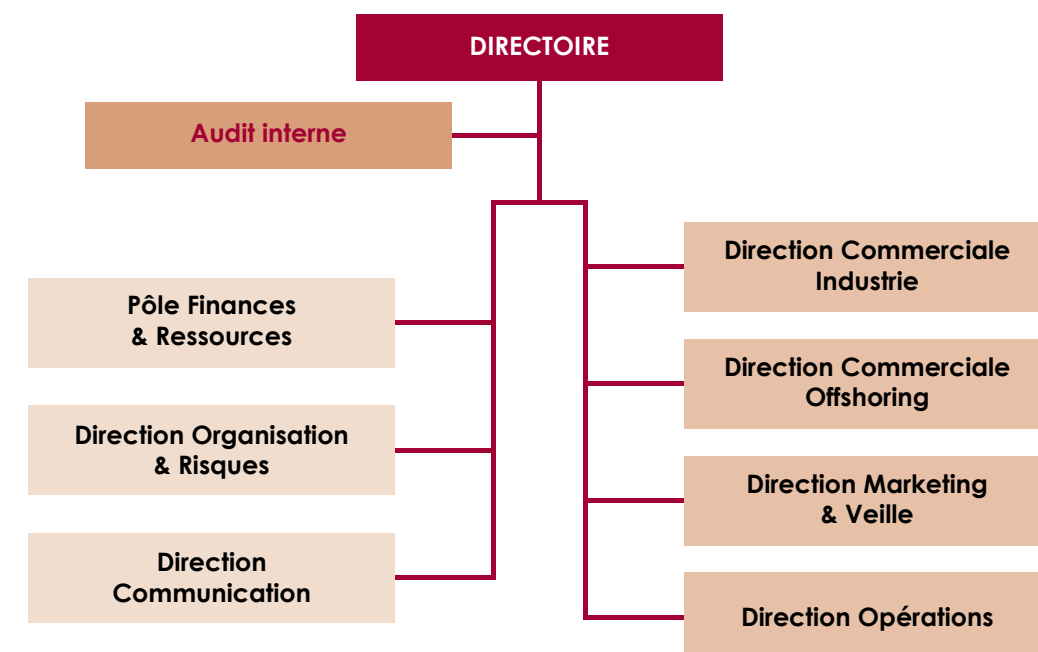 DIRECTOIRE
Audit interne
Pôle Finances
& Ressources
Direction Organisation
& Risques
Direction
Communication
Direction Commerciale
Industrie
Direction Commerciale
Offshoring
Direction Marketing
& Veille
Direction Opérations